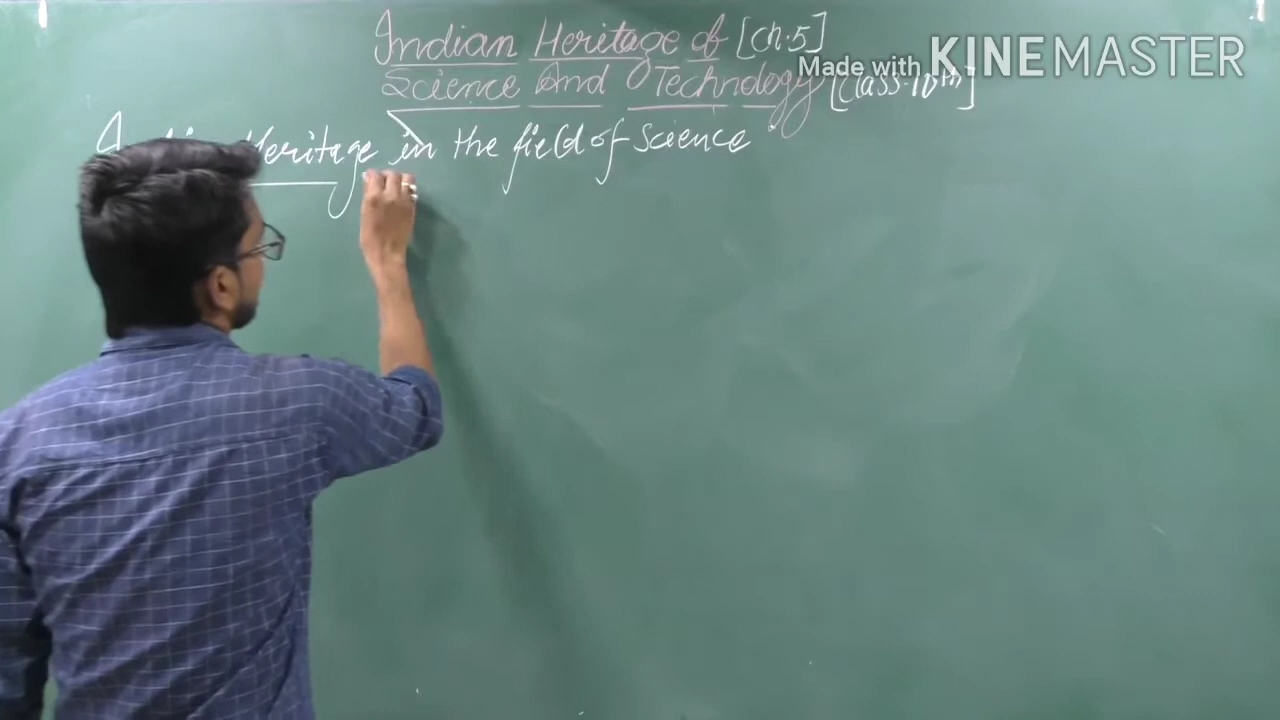 Indian Heritage of [Ch.5]
Science And Technology [Class.10th]
Made with KINEMASTER
Heritage in the field of Science